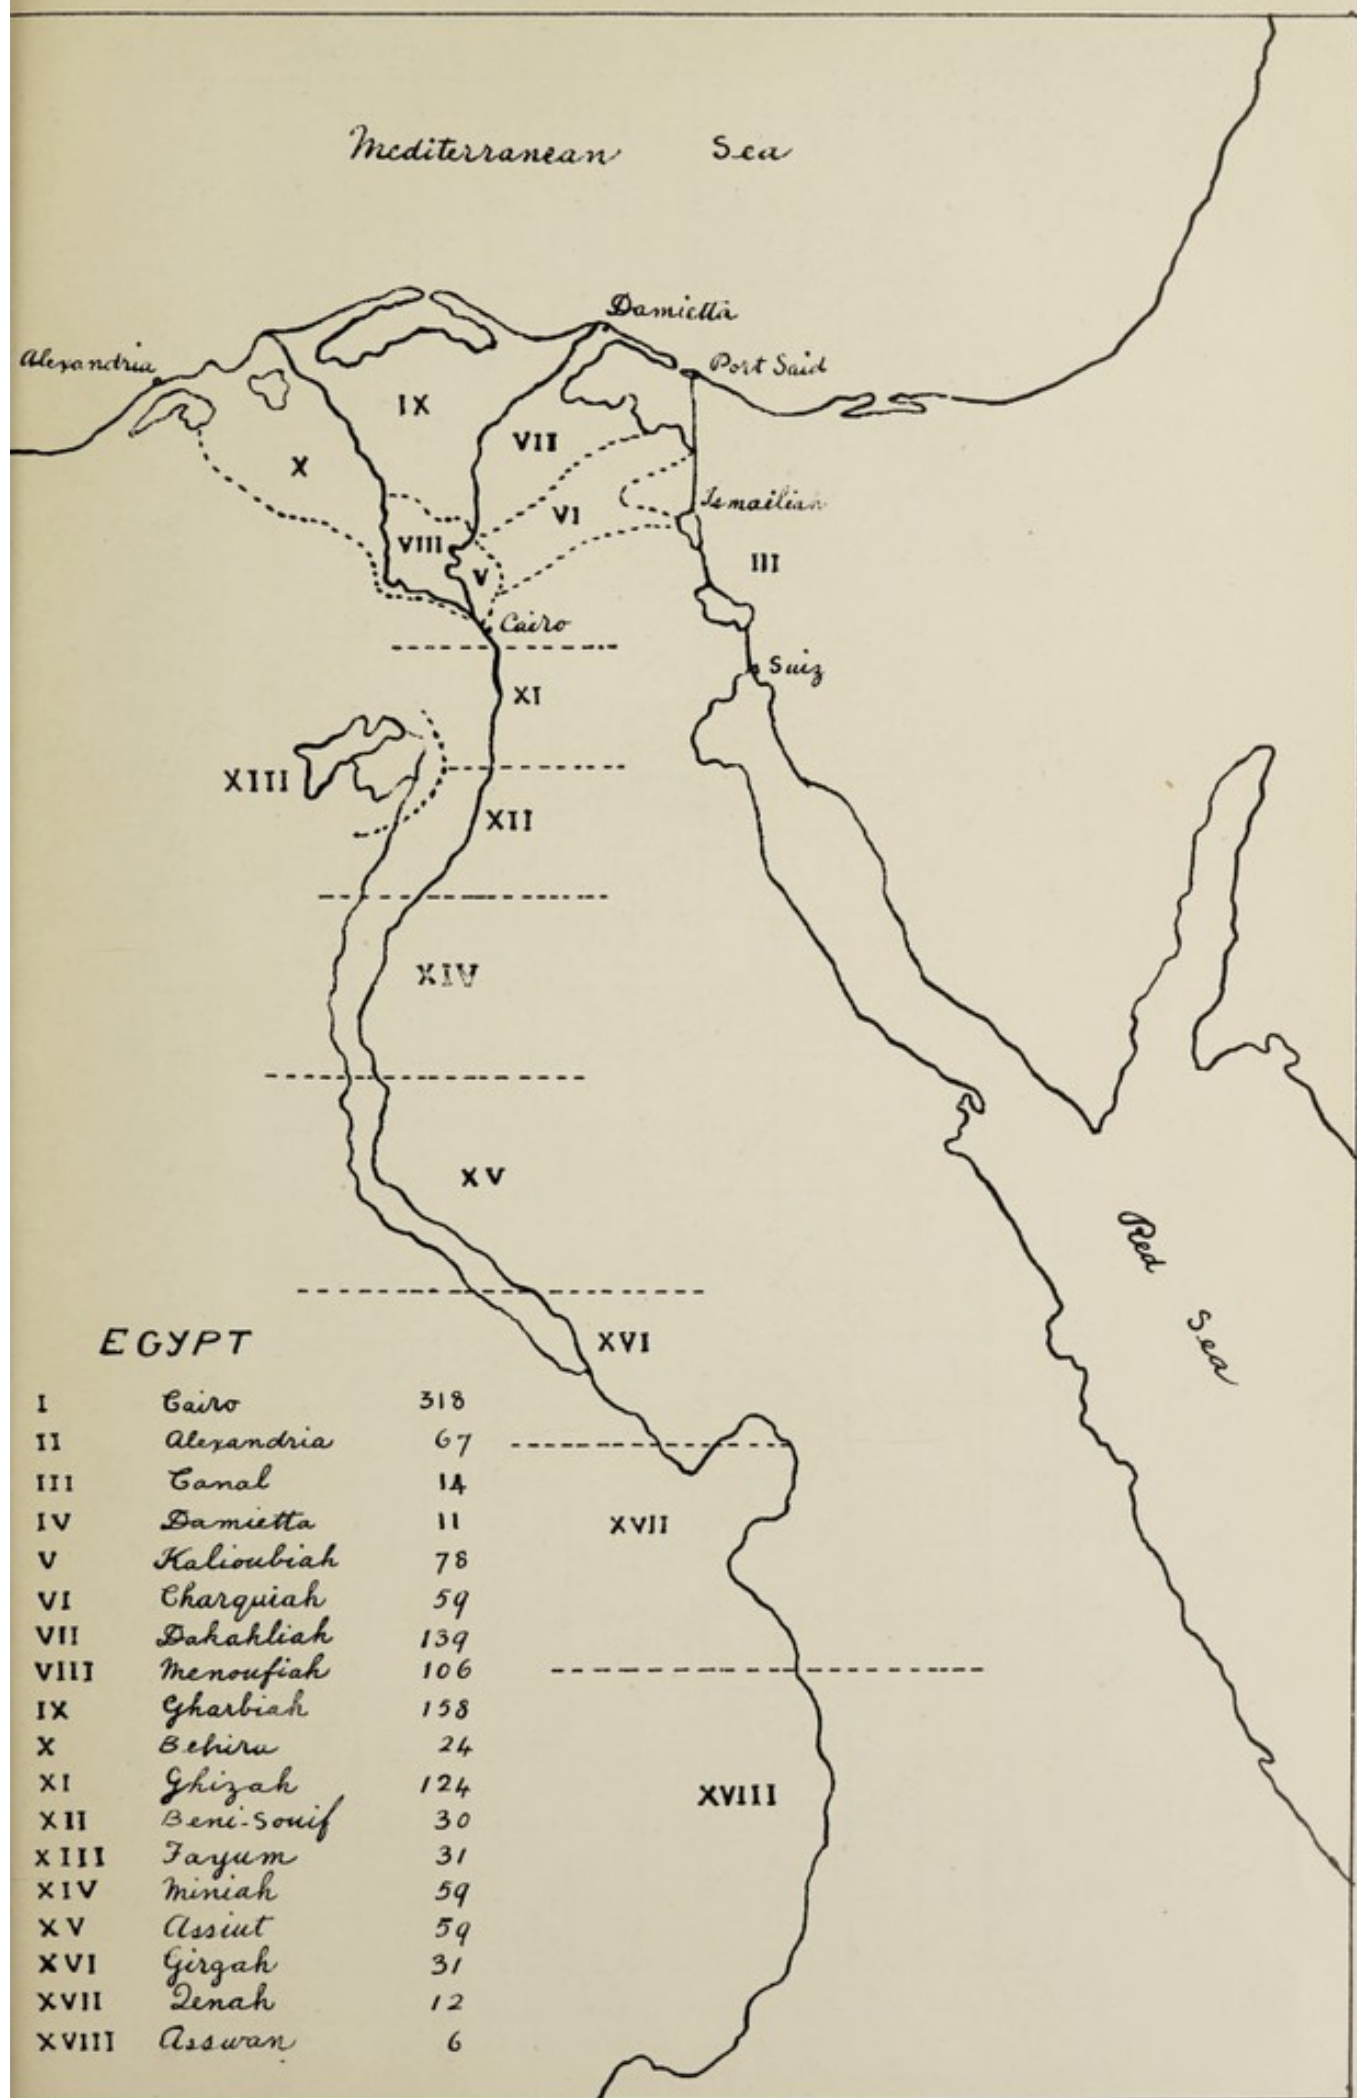 Mediterranean Sea
Damietta
Alexandria
Port Said
IX
VII
X
Ismailiah
VI
VIII
III
V
Cairo
Suiz
XI
XIII
XII
XIV
XV
Red
Sea
EGYPT
XVI
I Cairo 318
II Alexandria 67
III Canal 14
IV Damietta 11
XVII
V Kalioubiah 78
VI Charquiah 59
VII Dakahliah 139
VIII Menoufiah 106
IX Gharbiah 158
X Behira 24
XI Ghizah 124
XVIII
XII Beni-Souif 30
XIII Fayum 31
XIV Miniah 59
XV Assiut 59
XVI Girgah 31
XVII Qenah 12
XVIII Asswan 6